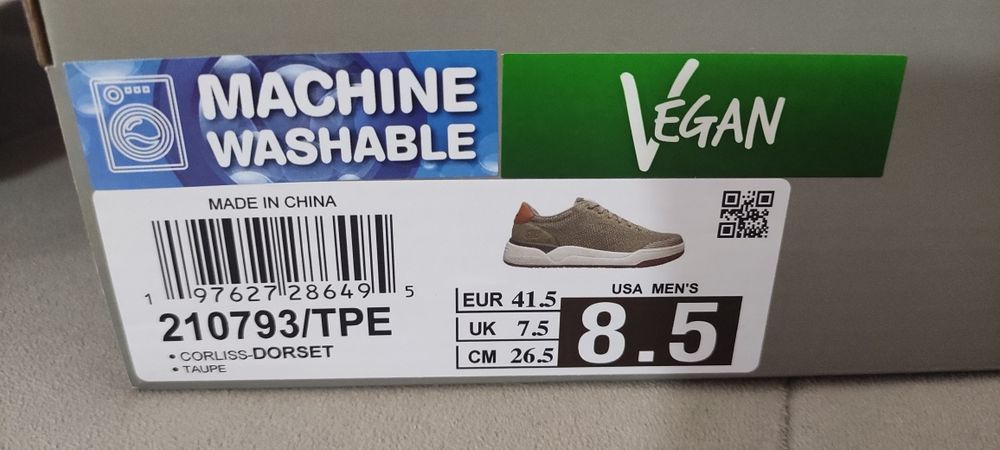 MACHINE
WASHABLE
VEGAN
MADE IN CHINA
1 97627 28649 5
210793/TPE
• CORLISS-DORSET
• TAUPE
USA MEN'S
EUR 41.5
UK 7.5
CM 26.5
8.5